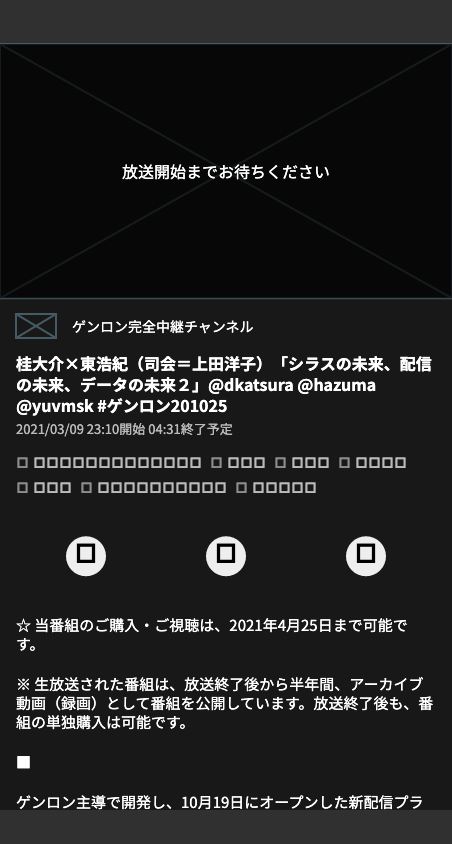 放送開始までお待ちください
ゲンロン完全中継チャンネル
桂大介×東浩紀（司会＝上田洋子）「シラスの未来、配信
の未来、データの未来２」@dkatsura @hazuma
@yuvmsk #ゲンロン201025
2021/03/09 23:10開始 04:31終了予定
☆ 当番組のご購入・ご視聴は、2021年4月25日まで可能で
す。
※ 生放送された番組は、放送終了後から半年間、アーカイブ
動画（録画）として番組を公開しています。放送終了後も、番
組の単独購入は可能です。
■
ゲンロン主導で開発し、10月19日にオープンした新配信プラ